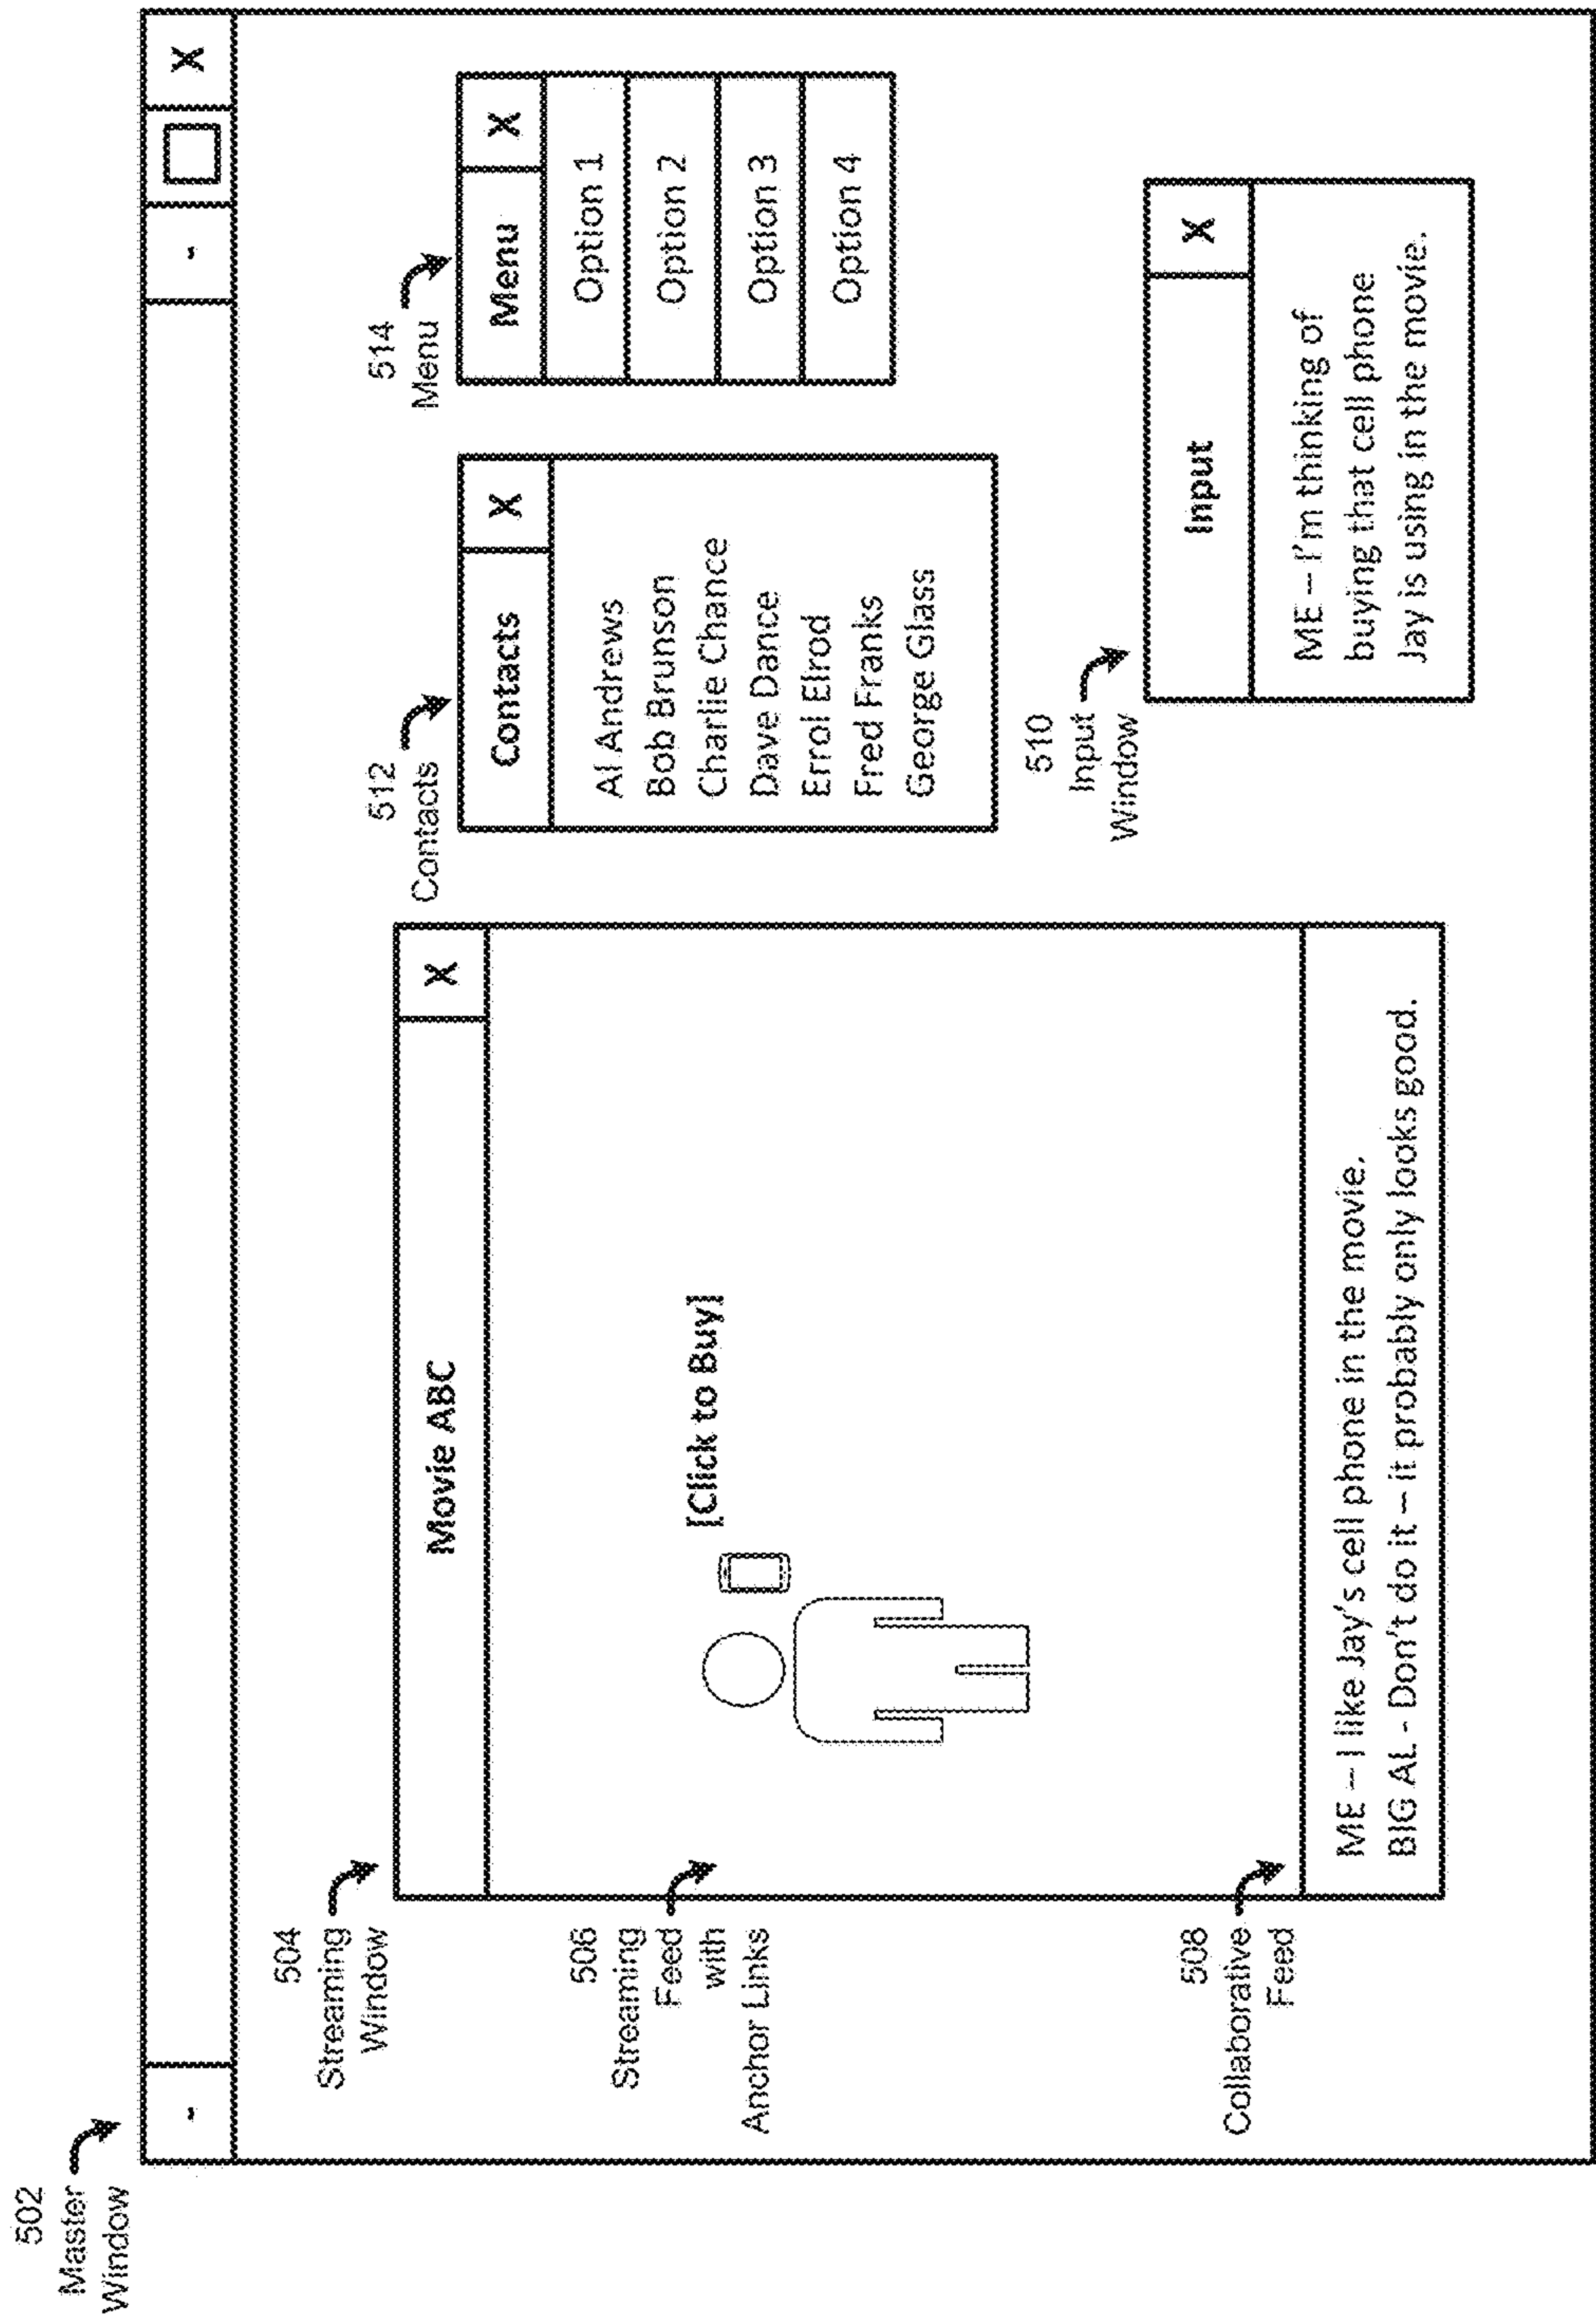 502
Master
Window
-
-
X
504
Streaming
Window
Movie ABC
X
506
Streaming
Feed
with
Anchor Links
[Click to Buy]
508
Collaborative
Feed
ME – I like Jay's cell phone in the movie.
BIG AL - Don't do it – it probably only looks good.
512
Contacts
Contacts
X
Al Andrews
Bob Brunson
Charlie Chance
Dave Dance
Errol Elrod
Fred Franks
George Glass
514
Menu
Menu
X
Option 1
Option 2
Option 3
Option 4
510
Input
Window
Input
X
ME – I'm thinking of
buying that cell phone
Jay is using in the movie.